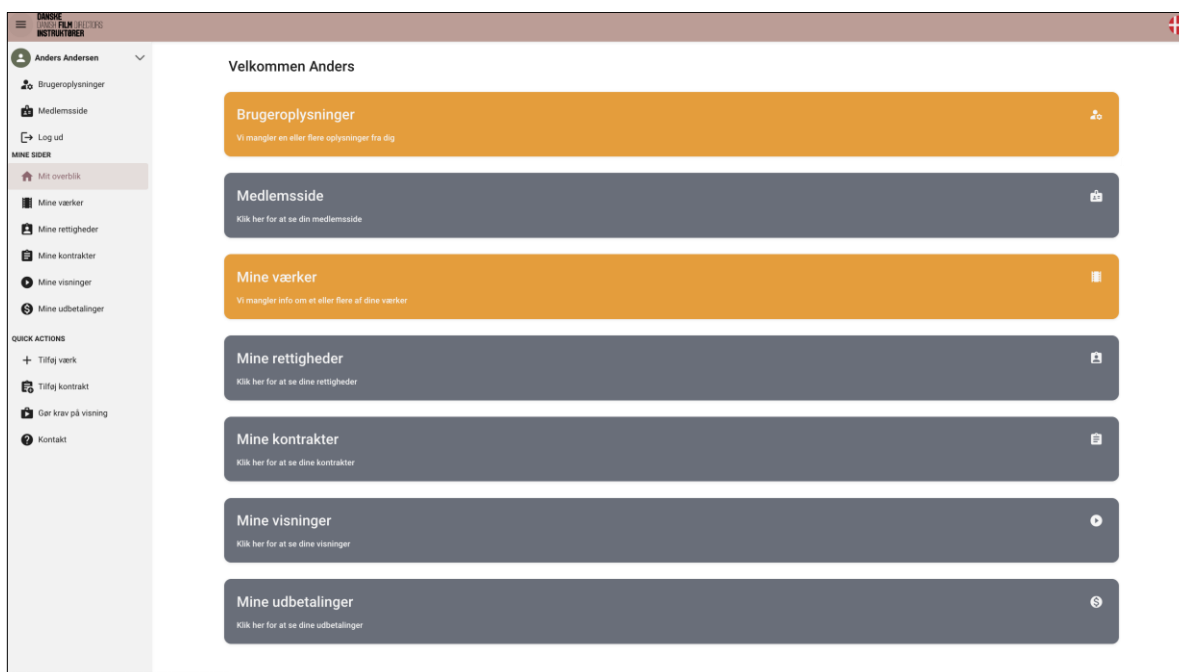 DANSKE
DANISH FILM DIRECTORS
INSTRUKTØRER
Anders Andersen
Brugeroplysninger
Medlemsside
Log ud
MINE SIDER
Mit overblik
Mine værker
Mine rettigheder
Mine kontrakter
Mine visninger
Mine udbetalinger
QUICK ACTIONS
Tilføj værk
Tilføj kontrakt
Gør krav på visning
Kontakt
Velkommen Anders
Brugeroplysninger
Vi mangler en eller flere oplysninger fra dig
Medlemsside
Klik her for at se din medlemsside
Mine værker
Vi mangler info om et eller flere af dine værker
Mine rettigheder
Klik her for at se dine rettigheder
Mine kontrakter
Klik her for at se dine kontrakter
Mine visninger
Klik her for at se dine visninger
Mine udbetalinger
Klik her for at se dine udbetalinger